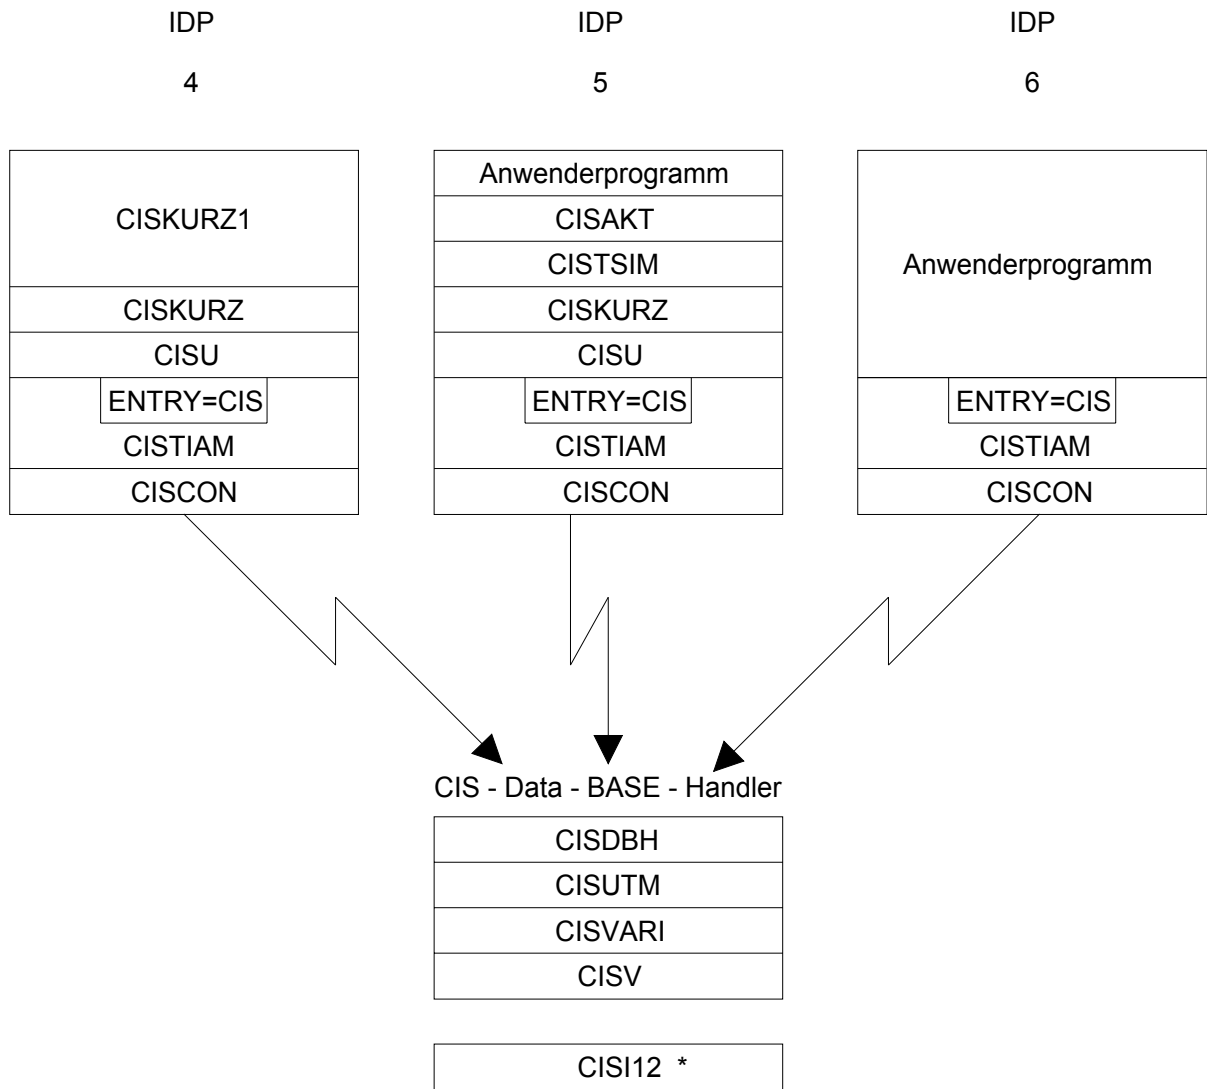 IDP
4
CISKURZ1
CISKURZ
CISU
ENTRY=CIS
CISTIAM
CISCON
IDP
5
Anwenderprogramm
CISAKT
CISTSIM
CISKURZ
CISU
ENTRY=CIS
CISTIAM
CISCON
IDP
6
Anwenderprogramm
ENTRY=CIS
CISTIAM
CISCON
CIS - Data - BASE - Handler
CISDBH
CISUTM
CISVARI
CISV
CISI12 *